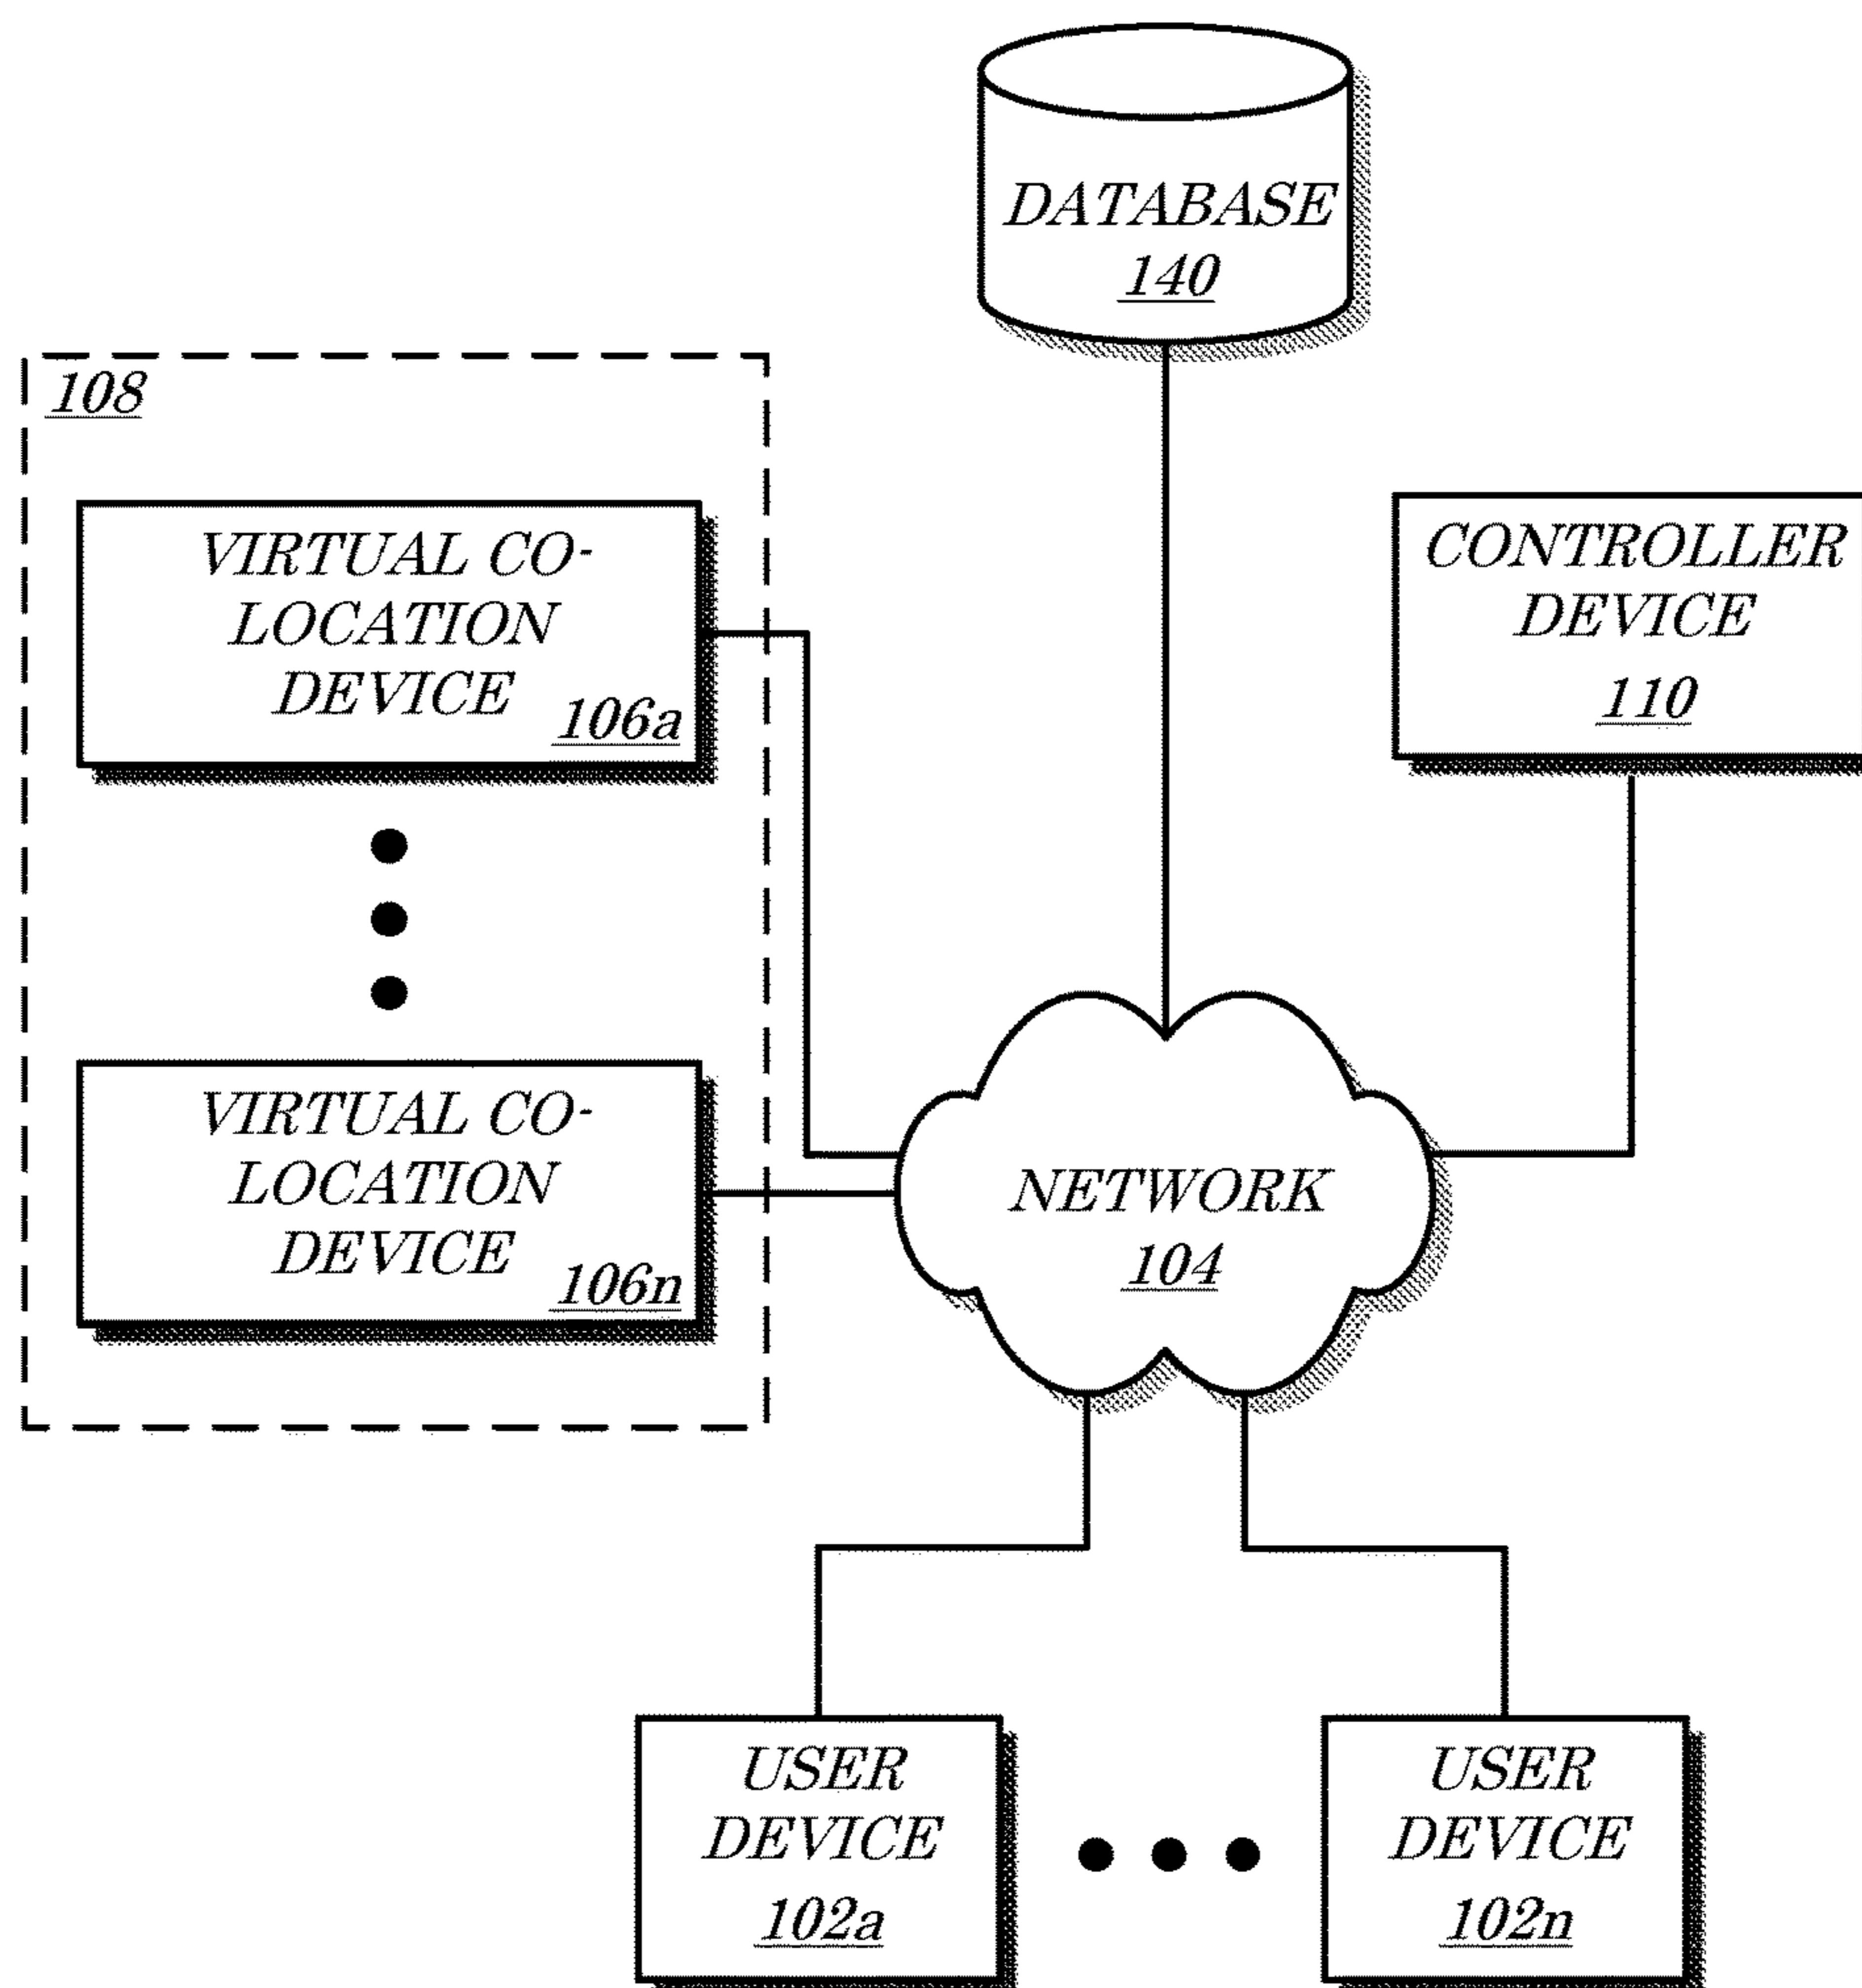 DATABASE
140
108
VIRTUAL CO-
LOCATION
DEVICE
106a
CONTROLLER
DEVICE
110
VIRTUAL CO-
LOCATION
DEVICE
106n
NETWORK
104
USER
DEVICE
102a
USER
DEVICE
102n